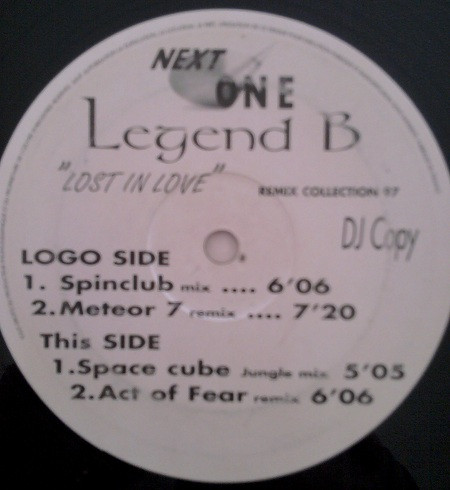 NEXT
ONE
Legend B
"LOST IN LOVE"
REMIX COLLECTION 97
DJ Copy
LOGO SIDE
1. Spinclub mix .... 6'06
2.Meteor 7 remix .... 7'20
This SIDE
1.Space cube Jungle mix 5'05
2.Act of Fear remix 6'06